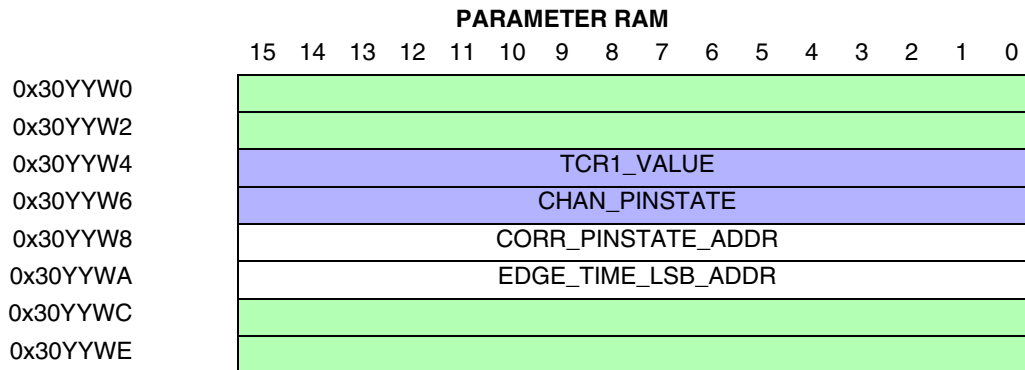 PARAMETER RAM
15 14 13 12 11 10 9 8 7 6 5 4 3 2 1 0
0x30YYW0
0x30YYW2
0x30YYW4 TCR1_VALUE
0x30YYW6 CHAN_PINSTATE
0x30YYW8 CORR_PINSTATE_ADDR
0x30YYWA EDGE_TIME_LSB_ADDR
0x30YYWC
0x30YYWE